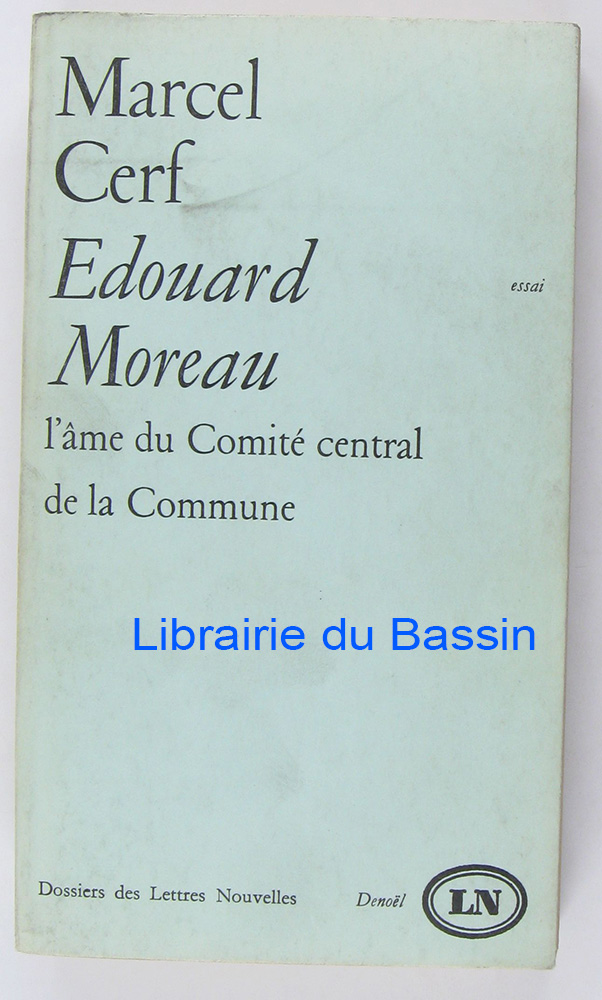 Marcel
Cerf
Edouard
Moreau
essai
l'âme du Comité central
de la Commune
Librairie du Bassin
Dossiers des Lettres Nouvelles
Denoël
LN